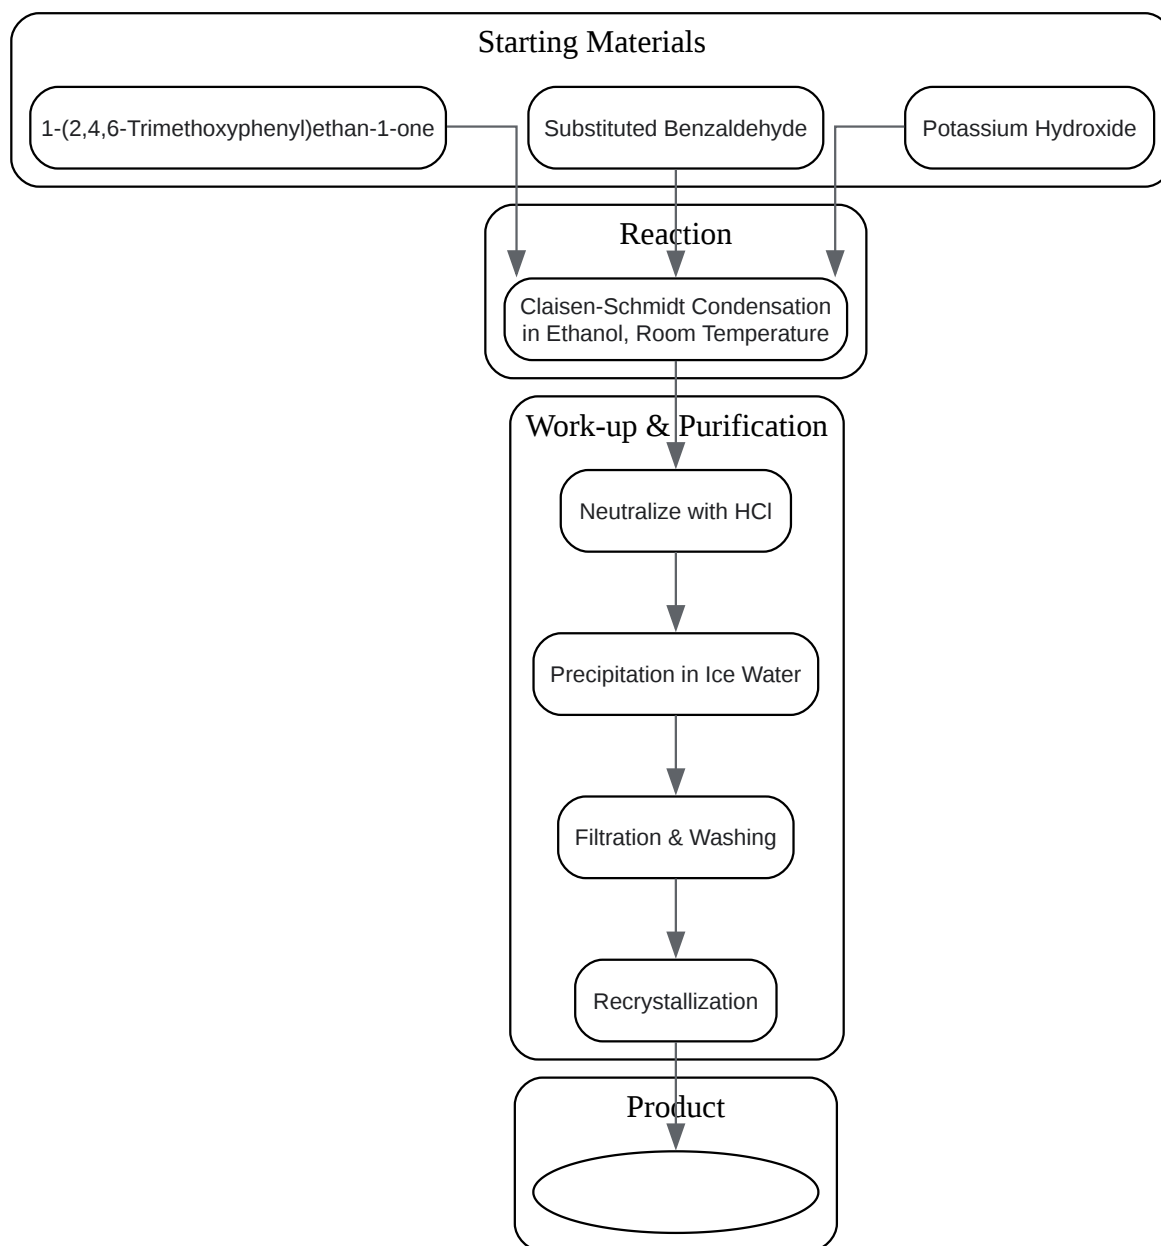 Starting Materials
1-(2,4,6-Trimethoxyphenyl)ethan-1-one
Substituted Benzaldehyde
Potassium Hydroxide
Reaction
Claisen-Schmidt Condensation
in Ethanol, Room Temperature
Work-up & Purification
Neutralize with HCl
Precipitation in Ice Water
Filtration & Washing
Recrystallization
Product